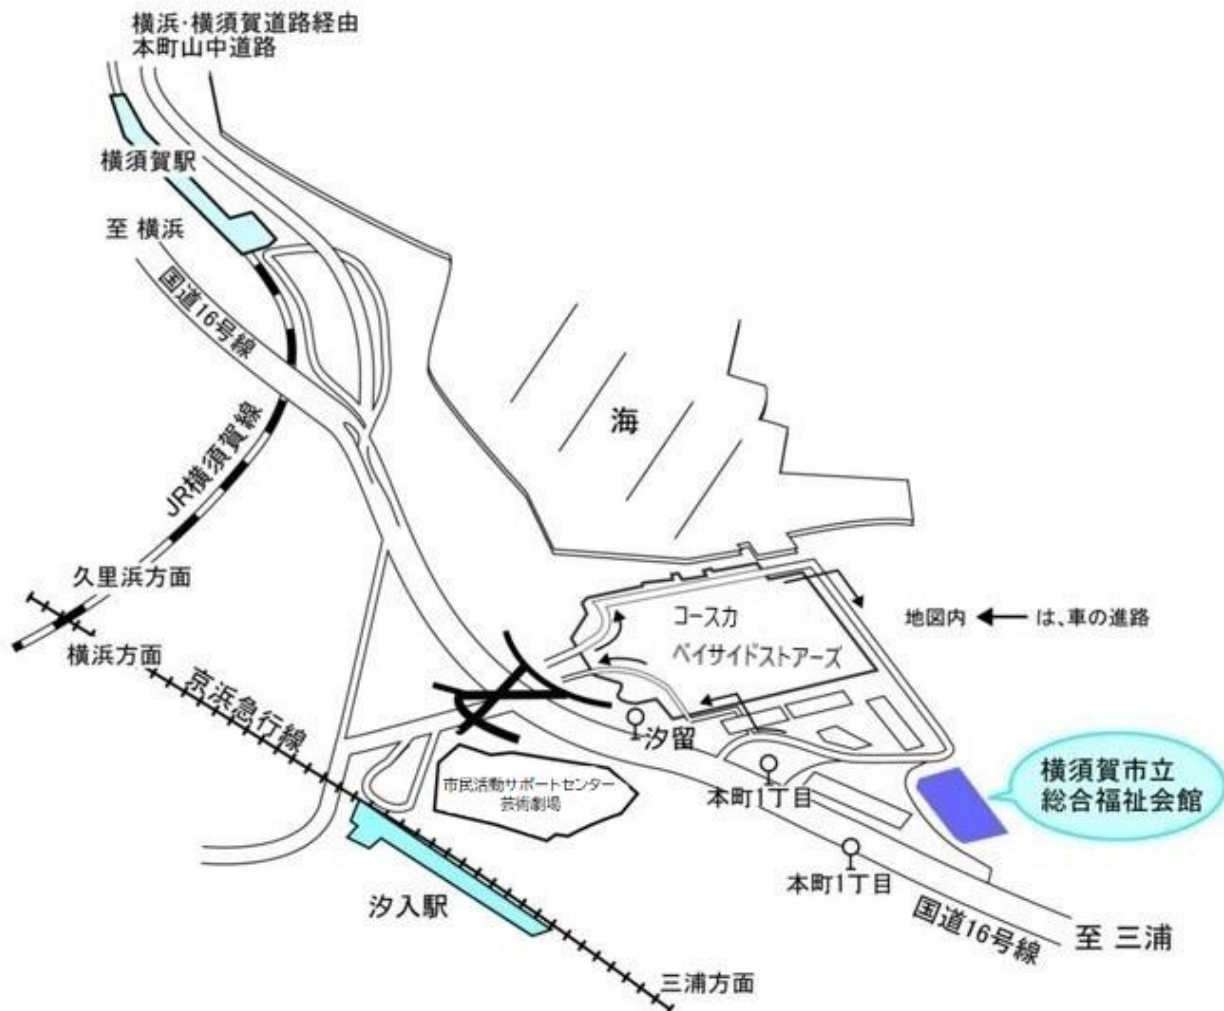 横浜・横須賀道路経由
本町山中道路
横須賀駅
至 横浜
国道16号線
海
JR横須賀線
久里浜方面
横浜方面
京浜急行線
コースカ
ベイサイドストアーズ
地図内 ← は、車の進路
汐留
市民活動サポートセンター
芸術劇場
本町1丁目
横須賀市立
総合福祉会館
本町1丁目
汐入駅
国道16号線
至 三浦
三浦方面